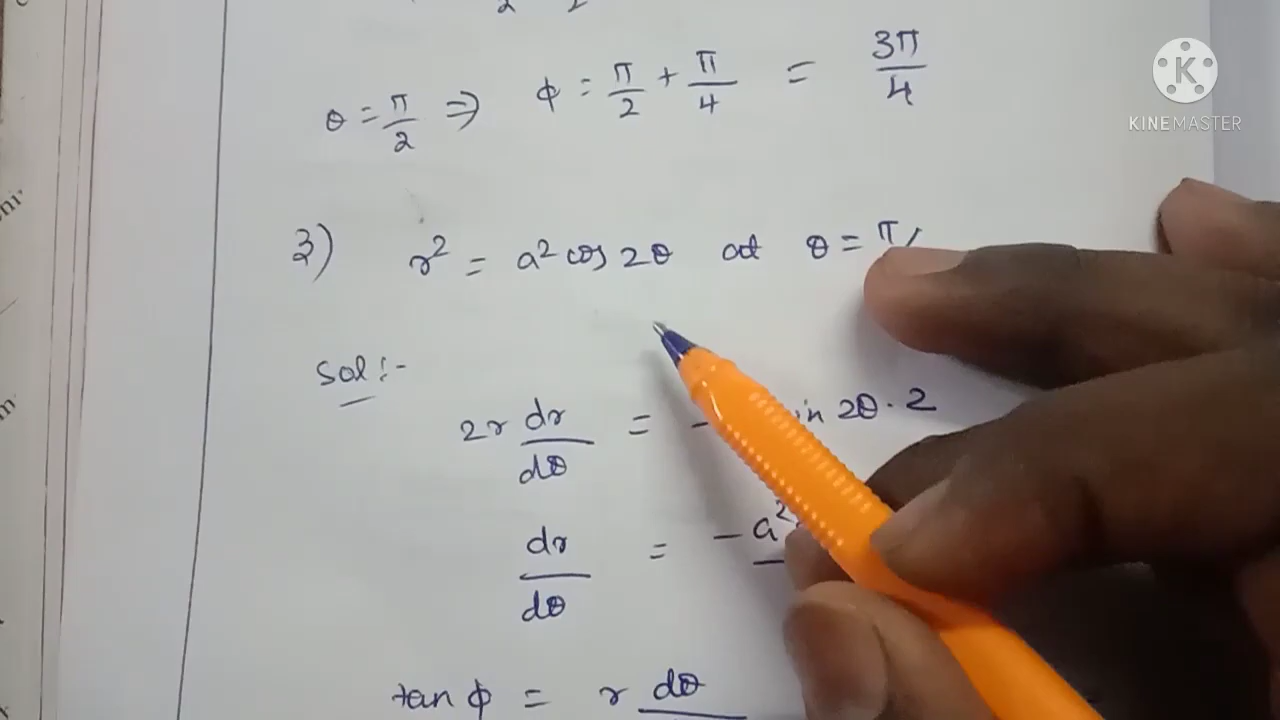 θ = π/2 ⇒ φ = π/2 + π/4 = 3π/4
KINEMASTER
3) r² = a² cos 2θ at θ = π/
Sol :-
2r dr/dθ = - in 2θ · 2
dr/dθ = -a²
tan φ = r dθ